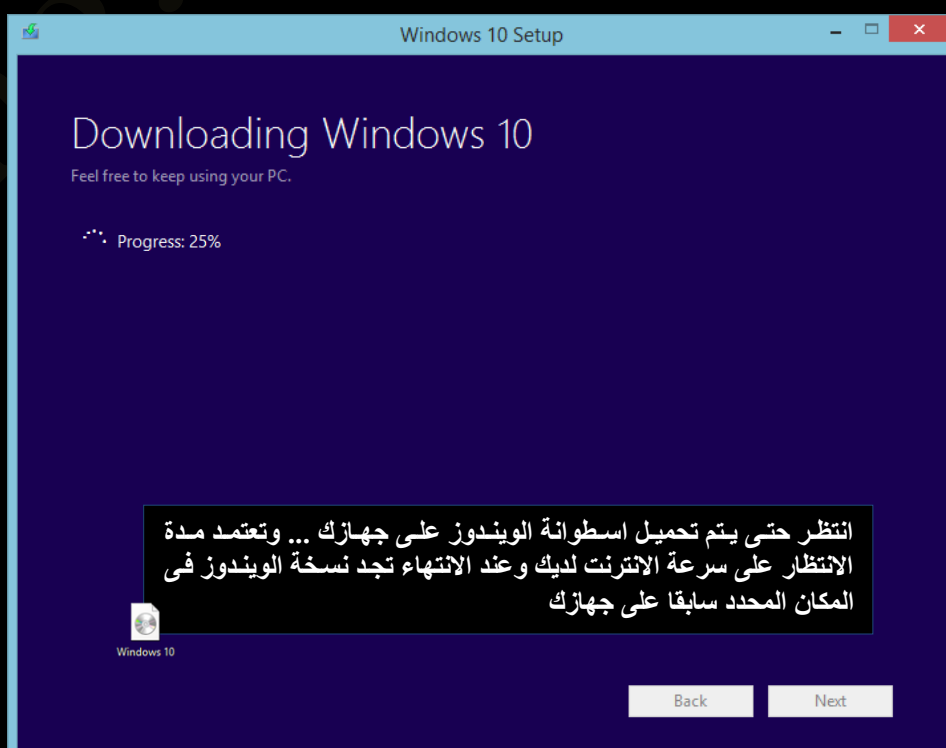 Windows 10 Setup
Downloading Windows 10
Feel free to keep using your PC.
Progress: 25%
انتظر حتى يتم تحميل اسطوانة الويندوز على جهازك ... وتعتمد مدة
الانتظار على سرعة الانترنت لديك وعند الانتهاء تجد نسخة الويندوز فى
المكان المحدد سابقا على جهازك
Windows 10
Back
Next